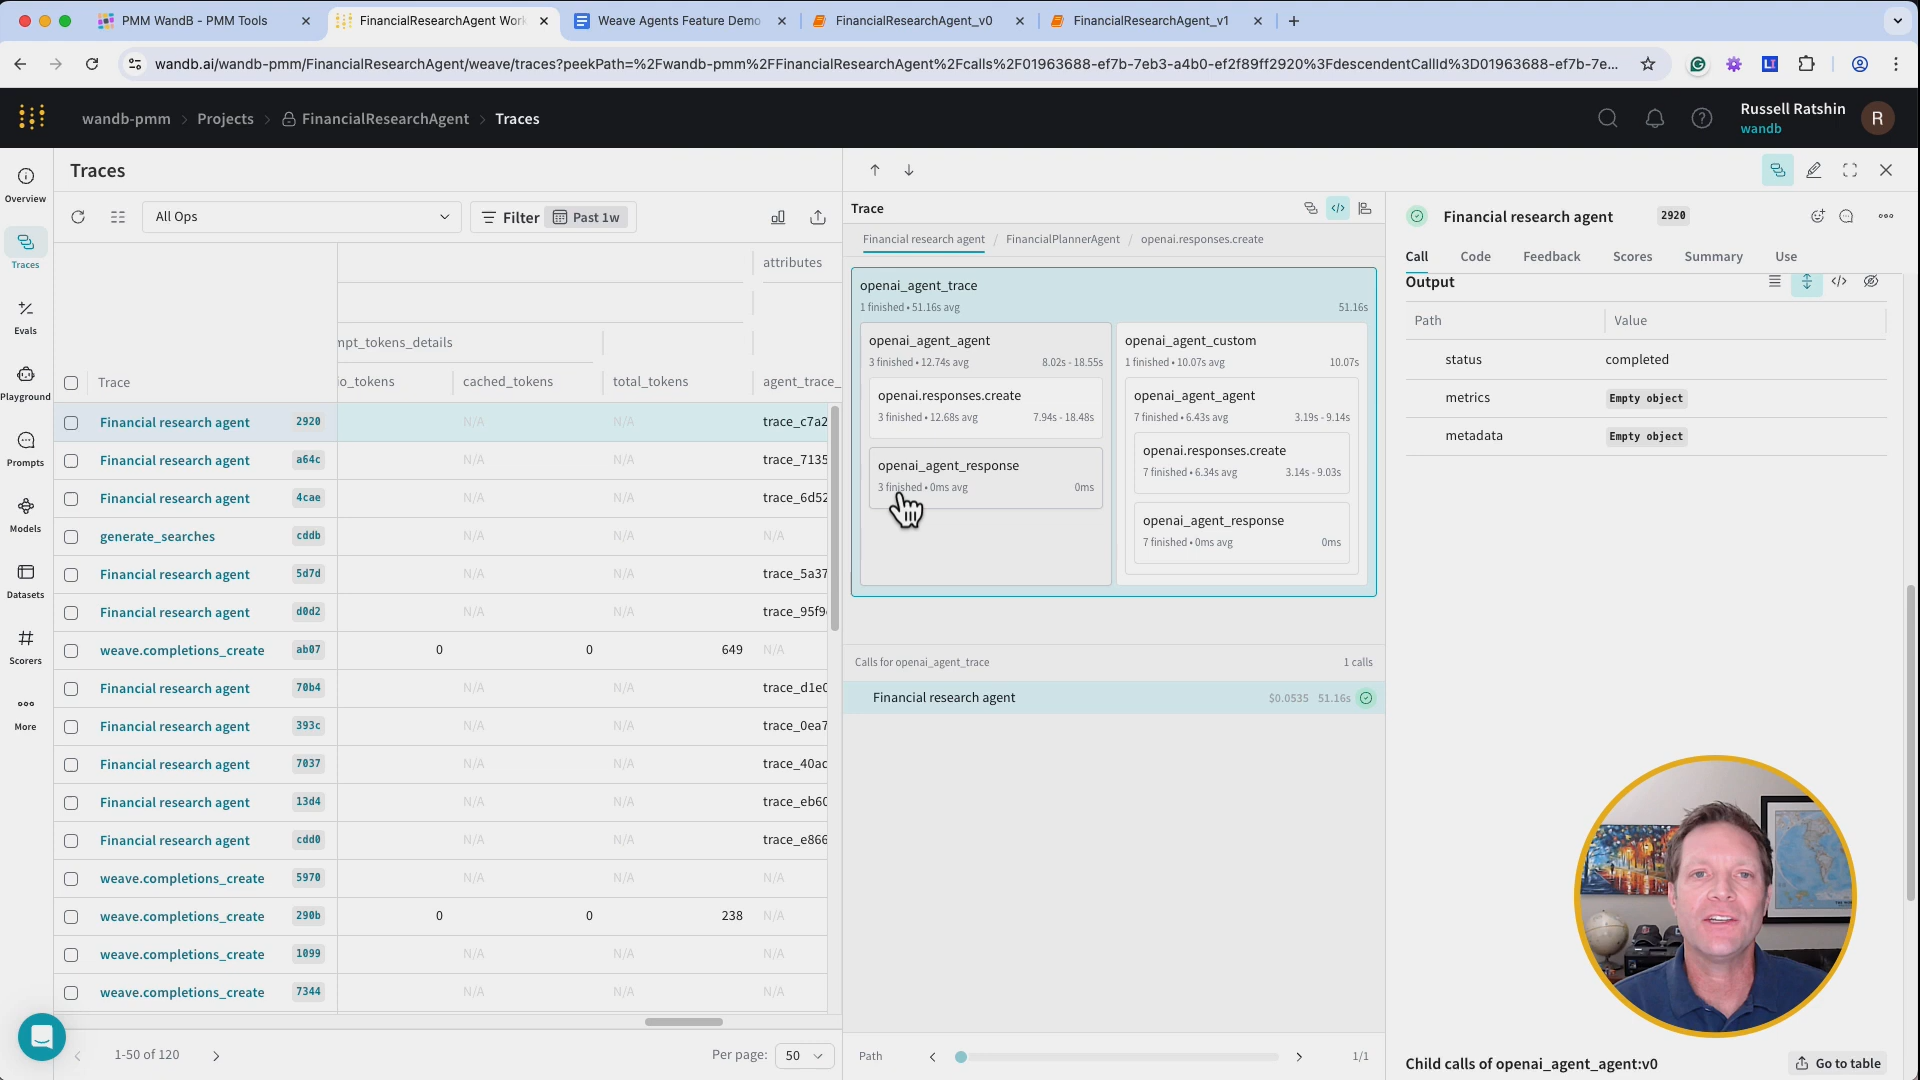 PMM WandB - PMM Tools
FinancialResearchAgent Work
Weave Agents Feature Demo
FinancialResearchAgent_v0
FinancialResearchAgent_v1
wandb.ai/wandb-pmm/FinancialResearchAgent/weave/traces?peekPath=%2Fwandb-pmm%2FFinancialResearchAgent%2Fcalls%2F01963688-ef7b-7eb3-a4b0-ef2f89ff2920%3FdescendentCallId%3D01963688-ef7b-7e...
wandb-pmm
Projects
FinancialResearchAgent
Traces
Russell Ratshin
wandb
R
Overview
Traces
Evals
Playground
Prompts
Models
Datasets
Scorers
More
Traces
All Ops
Filter
Past 1w
attributes
mpt_tokens_details
Trace
io_tokens
cached_tokens
total_tokens
agent_trace_
Financial research agent 2920 N/A N/A trace_c7a2
Financial research agent a64c N/A N/A trace_7135
Financial research agent 4cae N/A N/A trace_6d52
generate_searches cddb N/A N/A N/A
Financial research agent 5d7d N/A N/A trace_5a37
Financial research agent d0d2 N/A N/A trace_95f9
weave.completions_create ab07 0 0 649 N/A
Financial research agent 70b4 N/A N/A trace_d1e0
Financial research agent 393c N/A N/A trace_0ea7
Financial research agent 7037 N/A N/A trace_40ac
Financial research agent 13d4 N/A N/A trace_eb60
Financial research agent cdd0 N/A N/A trace_e866
weave.completions_create 5970 N/A N/A N/A
weave.completions_create 290b 0 0 238 N/A
weave.completions_create 1099 N/A N/A N/A
weave.completions_create 7344 N/A N/A N/A
1-50 of 120
Per page:
50
Trace
Financial research agent / FinancialPlannerAgent / openai.responses.create
openai_agent_trace
1 finished • 51.16s avg
51.16s
openai_agent_agent
3 finished • 12.74s avg
8.02s - 18.55s
openai.responses.create
3 finished • 12.68s avg
7.94s - 18.48s
openai_agent_response
3 finished • 0ms avg
0ms
openai_agent_custom
1 finished • 10.07s avg
10.07s
openai_agent_agent
7 finished • 6.43s avg
3.19s - 9.14s
openai.responses.create
7 finished • 6.34s avg
3.14s - 9.03s
openai_agent_response
7 finished • 0ms avg
0ms
Calls for openai_agent_trace
1 calls
Financial research agent
$0.0535
51.16s
Path
1/1
Financial research agent
2920
Call
Code
Feedback
Scores
Summary
Use
Output
Path
Value
status
completed
metrics
Empty object
metadata
Empty object
Child calls of openai_agent_agent:v0
Go to table